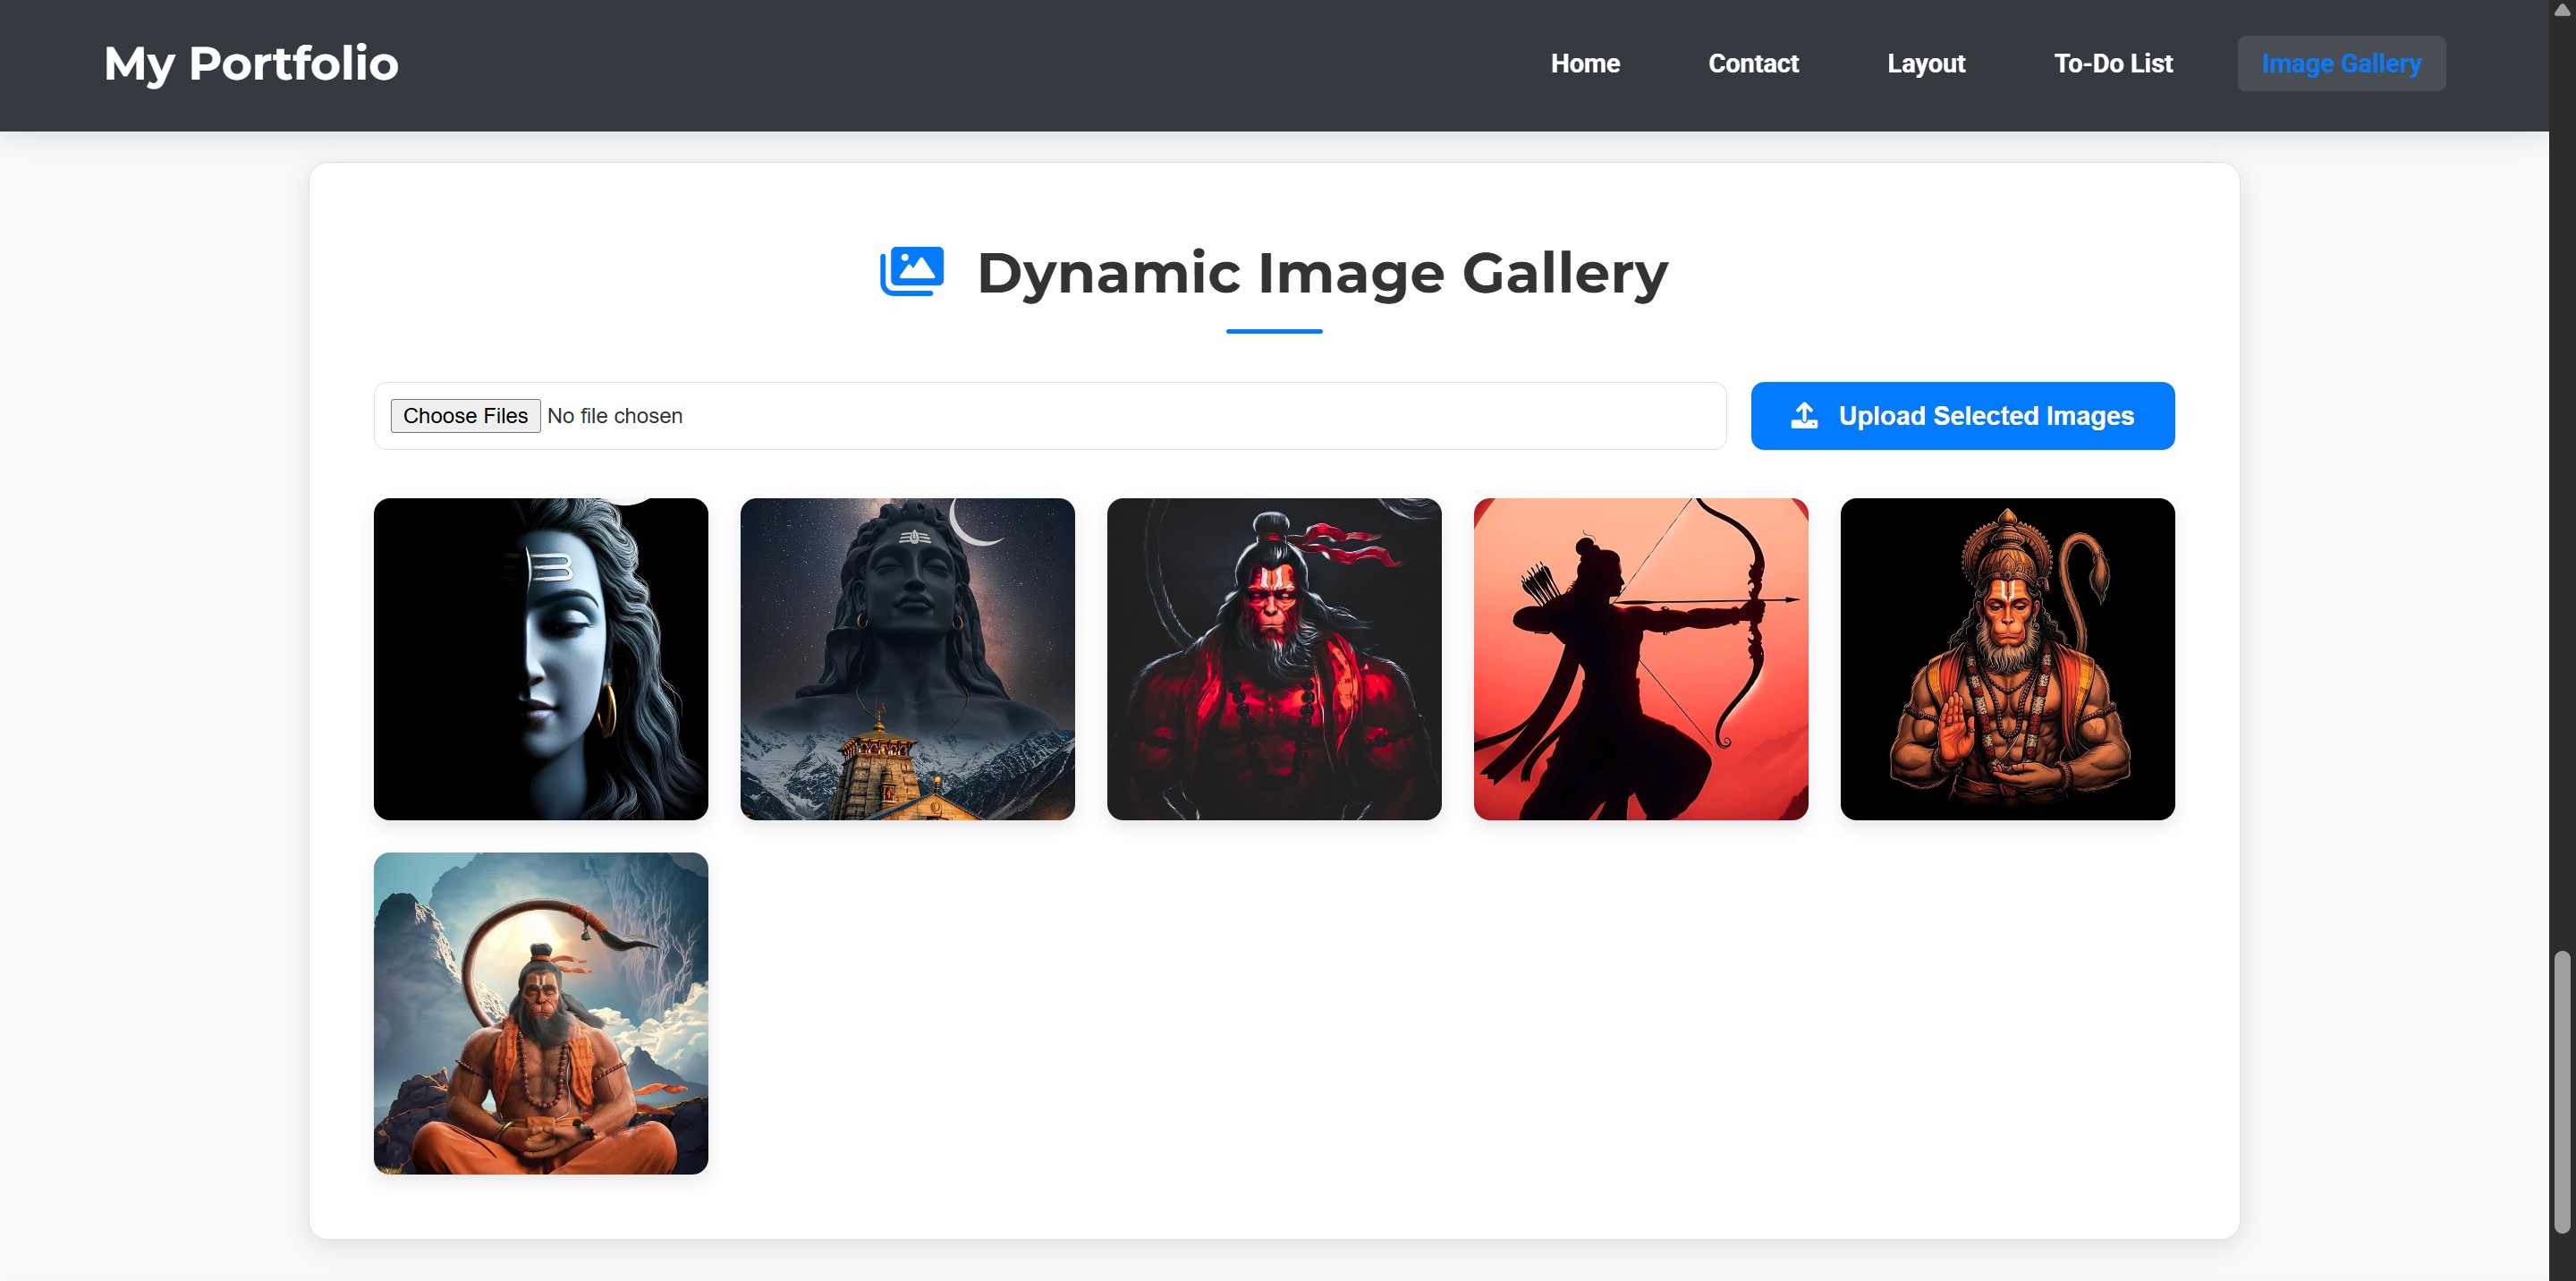 My Portfolio
Home
Contact
Layout
To-Do List
Image Gallery
Dynamic Image Gallery
Choose Files No file chosen
Upload Selected Images